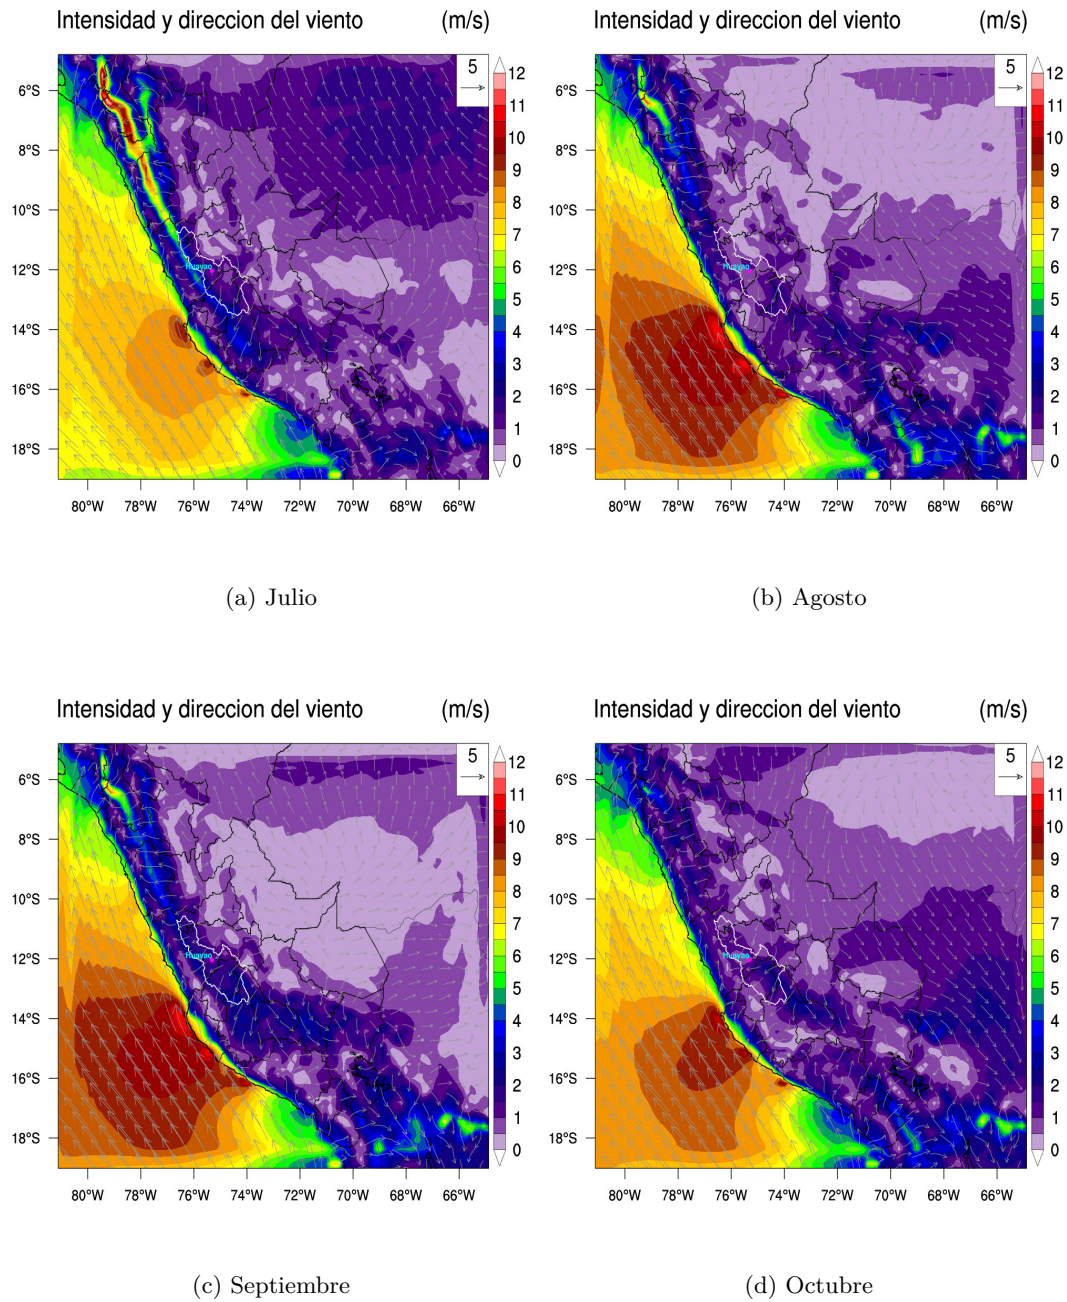 Intensidad y direccion del viento (m/s)
5
12
11
10
9
8
7
6
5
4
3
2
1
0
6°S
8°S
10°S
12°S
14°S
16°S
18°S
Huayao
80°W 78°W 76°W 74°W 72°W 70°W 68°W 66°W
(a) Julio
Intensidad y direccion del viento (m/s)
5
12
11
10
9
8
7
6
5
4
3
2
1
0
6°S
8°S
10°S
12°S
14°S
16°S
18°S
Huayao
80°W 78°W 76°W 74°W 72°W 70°W 68°W 66°W
(b) Agosto
Intensidad y direccion del viento (m/s)
5
12
11
10
9
8
7
6
5
4
3
2
1
0
6°S
8°S
10°S
12°S
14°S
16°S
18°S
Huayao
80°W 78°W 76°W 74°W 72°W 70°W 68°W 66°W
(c) Septiembre
Intensidad y direccion del viento (m/s)
5
12
11
10
9
8
7
6
5
4
3
2
1
0
6°S
8°S
10°S
12°S
14°S
16°S
18°S
Huayao
80°W 78°W 76°W 74°W 72°W 70°W 68°W 66°W
(d) Octubre